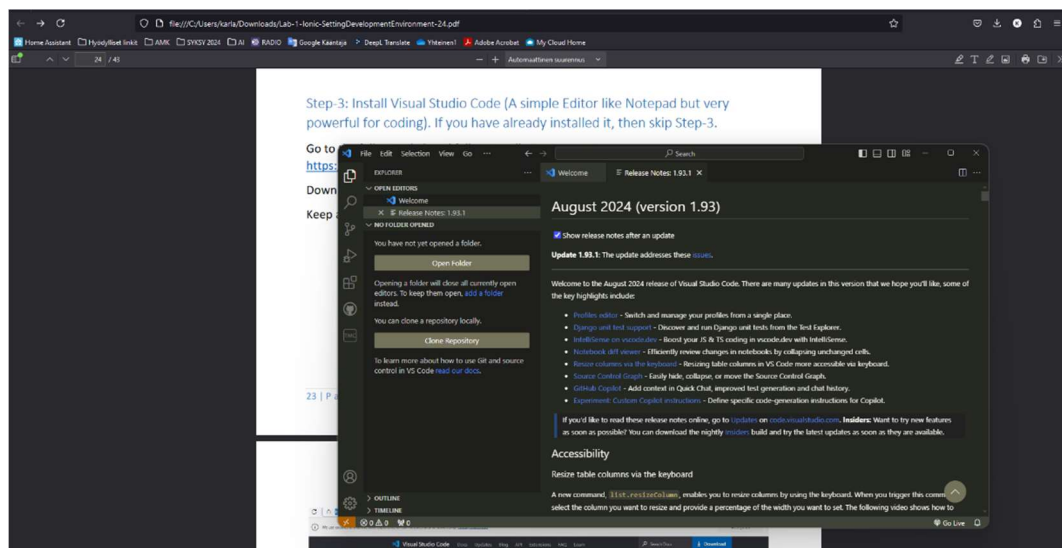 file:///C:/Users/karla/Downloads/Lab-1-Ionic-SettingDevelopmentEnvironment-24.pdf
Home Assistant Hyödylliset linkit AMK SYKSY 2024 AI RADIO Google Kääntäjä DeepL Translate Yhteinen1 Adobe Acrobat My Cloud Home
24 / 43 Automaattinen suurennus
Step-3: Install Visual Studio Code (A simple Editor like Notepad but very
powerful for coding). If you have already installed it, then skip Step-3.
Go to
https:
Down
Keep a
23 | P a
File Edit Selection View Go ··· Search
EXPLORER ···
OPEN EDITORS
Welcome
Release Notes: 1.93.1
NO FOLDER OPENED
You have not yet opened a folder.
Open Folder
Opening a folder will close all currently open
editors. To keep them open, add a folder
instead.
You can clone a repository locally.
Clone Repository
To learn more about how to use Git and source
control in VS Code read our docs.
OUTLINE
TIMELINE
Welcome Release Notes: 1.93.1
August 2024 (version 1.93)
Show release notes after an update
Update 1.93.1: The update addresses these issues.
Welcome to the August 2024 release of Visual Studio Code. There are many updates in this version that we hope you'll like, some of
the key highlights include:
• Profiles editor - Switch and manage your profiles from a single place.
• Django unit test support - Discover and run Django unit tests from the Test Explorer.
• IntelliSense on vscode.dev - Boost your JS & TS coding in vscode.dev with IntelliSense.
• Notebook diff viewer - Efficiently review changes in notebooks by collapsing unchanged cells.
• Resize columns via the keyboard - Resizing table columns in VS Code more accessible via keyboard.
• Source Control Graph - Easily hide, collapse, or move the Source Control Graph.
• GitHub Copilot - Add context in Quick Chat, improved test generation and chat history.
• Experiment: Custom Copilot instructions - Define specific code-generation instructions for Copilot.
If you'd like to read these release notes online, go to Updates on code.visualstudio.com. Insiders: Want to try new features
as soon as possible? You can download the nightly Insiders build and try the latest updates as soon as they are available.
Accessibility
Resize table columns via the keyboard
A new command, list.resizeColumn, enables you to resize columns by using the keyboard. When you trigger this comm
select the column you want to resize and provide a percentage of the width you want to set. The following video shows how to
0 0 0 Go Live
Visual Studio Code Docs Updates Blog API Extensions FAQ Learn Download